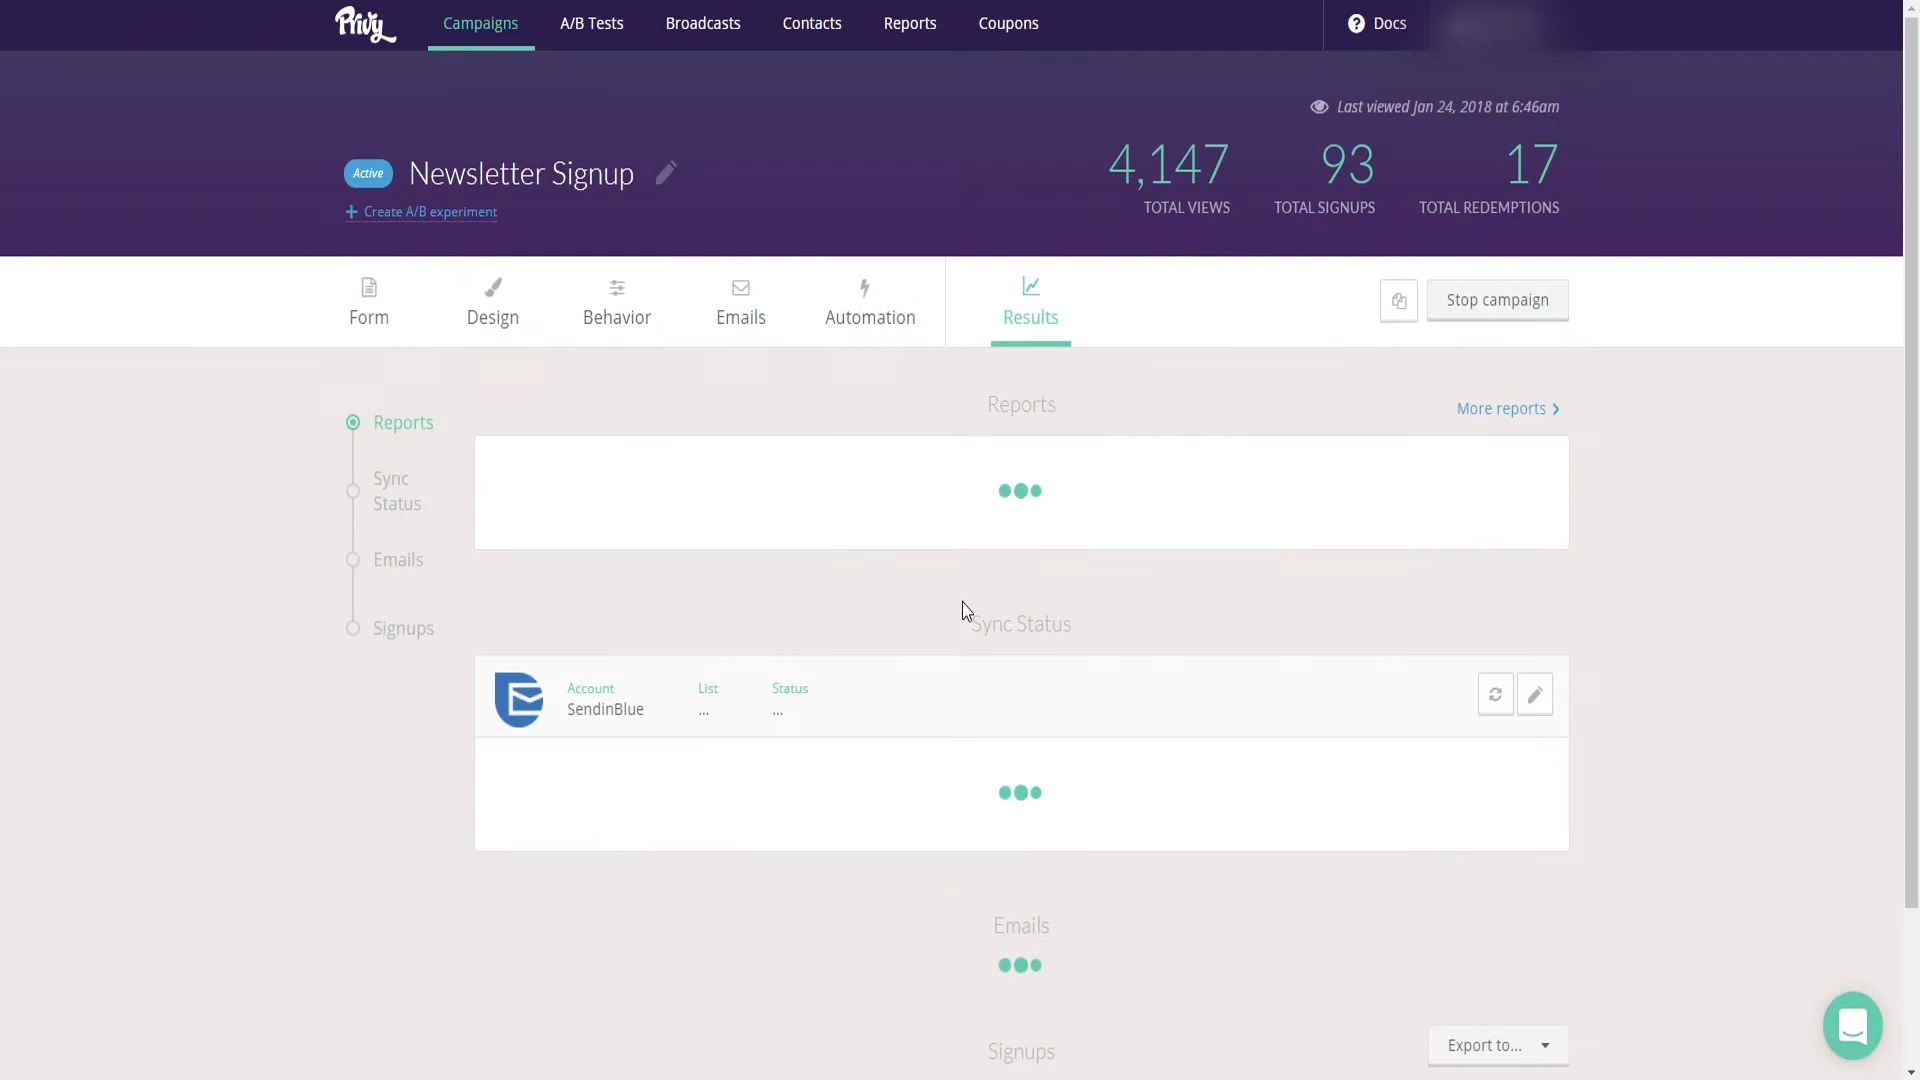 Privy
Campaigns
A/B Tests
Broadcasts
Contacts
Reports
Coupons
? Docs
Last viewed Jan 24, 2018 at 6:46am
Active
Newsletter Signup
+ Create A/B experiment
4,147
TOTAL VIEWS
93
TOTAL SIGNUPS
17
TOTAL REDEMPTIONS
Form
Design
Behavior
Emails
Automation
Results
Stop campaign
Reports
Sync
Status
Emails
Signups
Reports
More reports
Sync Status
Account
SendinBlue
List
...
Status
...
Emails
Signups
Export to...